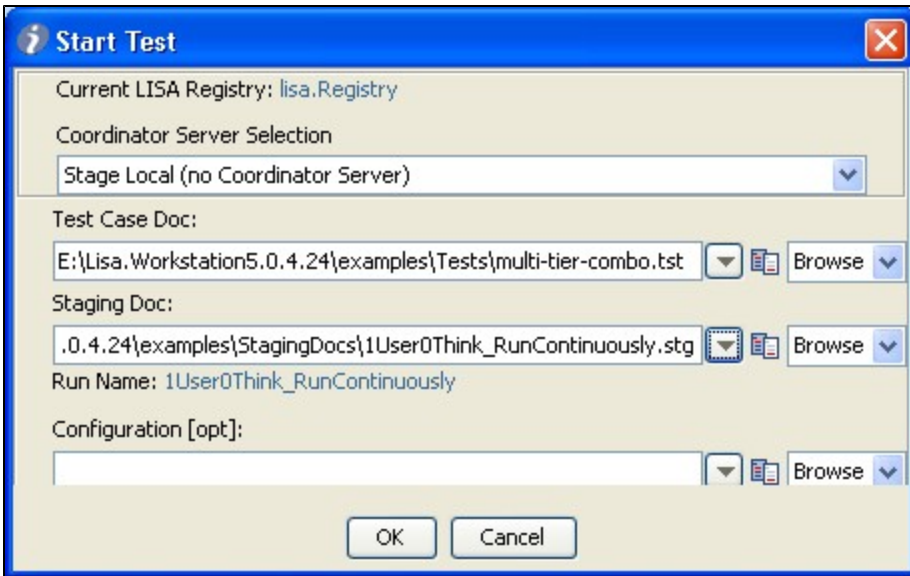 Start Test
Current LISA Registry: lisa.Registry
Coordinator Server Selection
Stage Local (no Coordinator Server)
Test Case Doc:
E:\Lisa.Workstation5.0.4.24\examples\Tests\multi-tier-combo.tst Browse
Staging Doc:
.0.4.24\examples\StagingDocs\1User0Think_RunContinuously.stg Browse
Run Name: 1User0Think_RunContinuously
Configuration [opt]:
Browse
OK Cancel